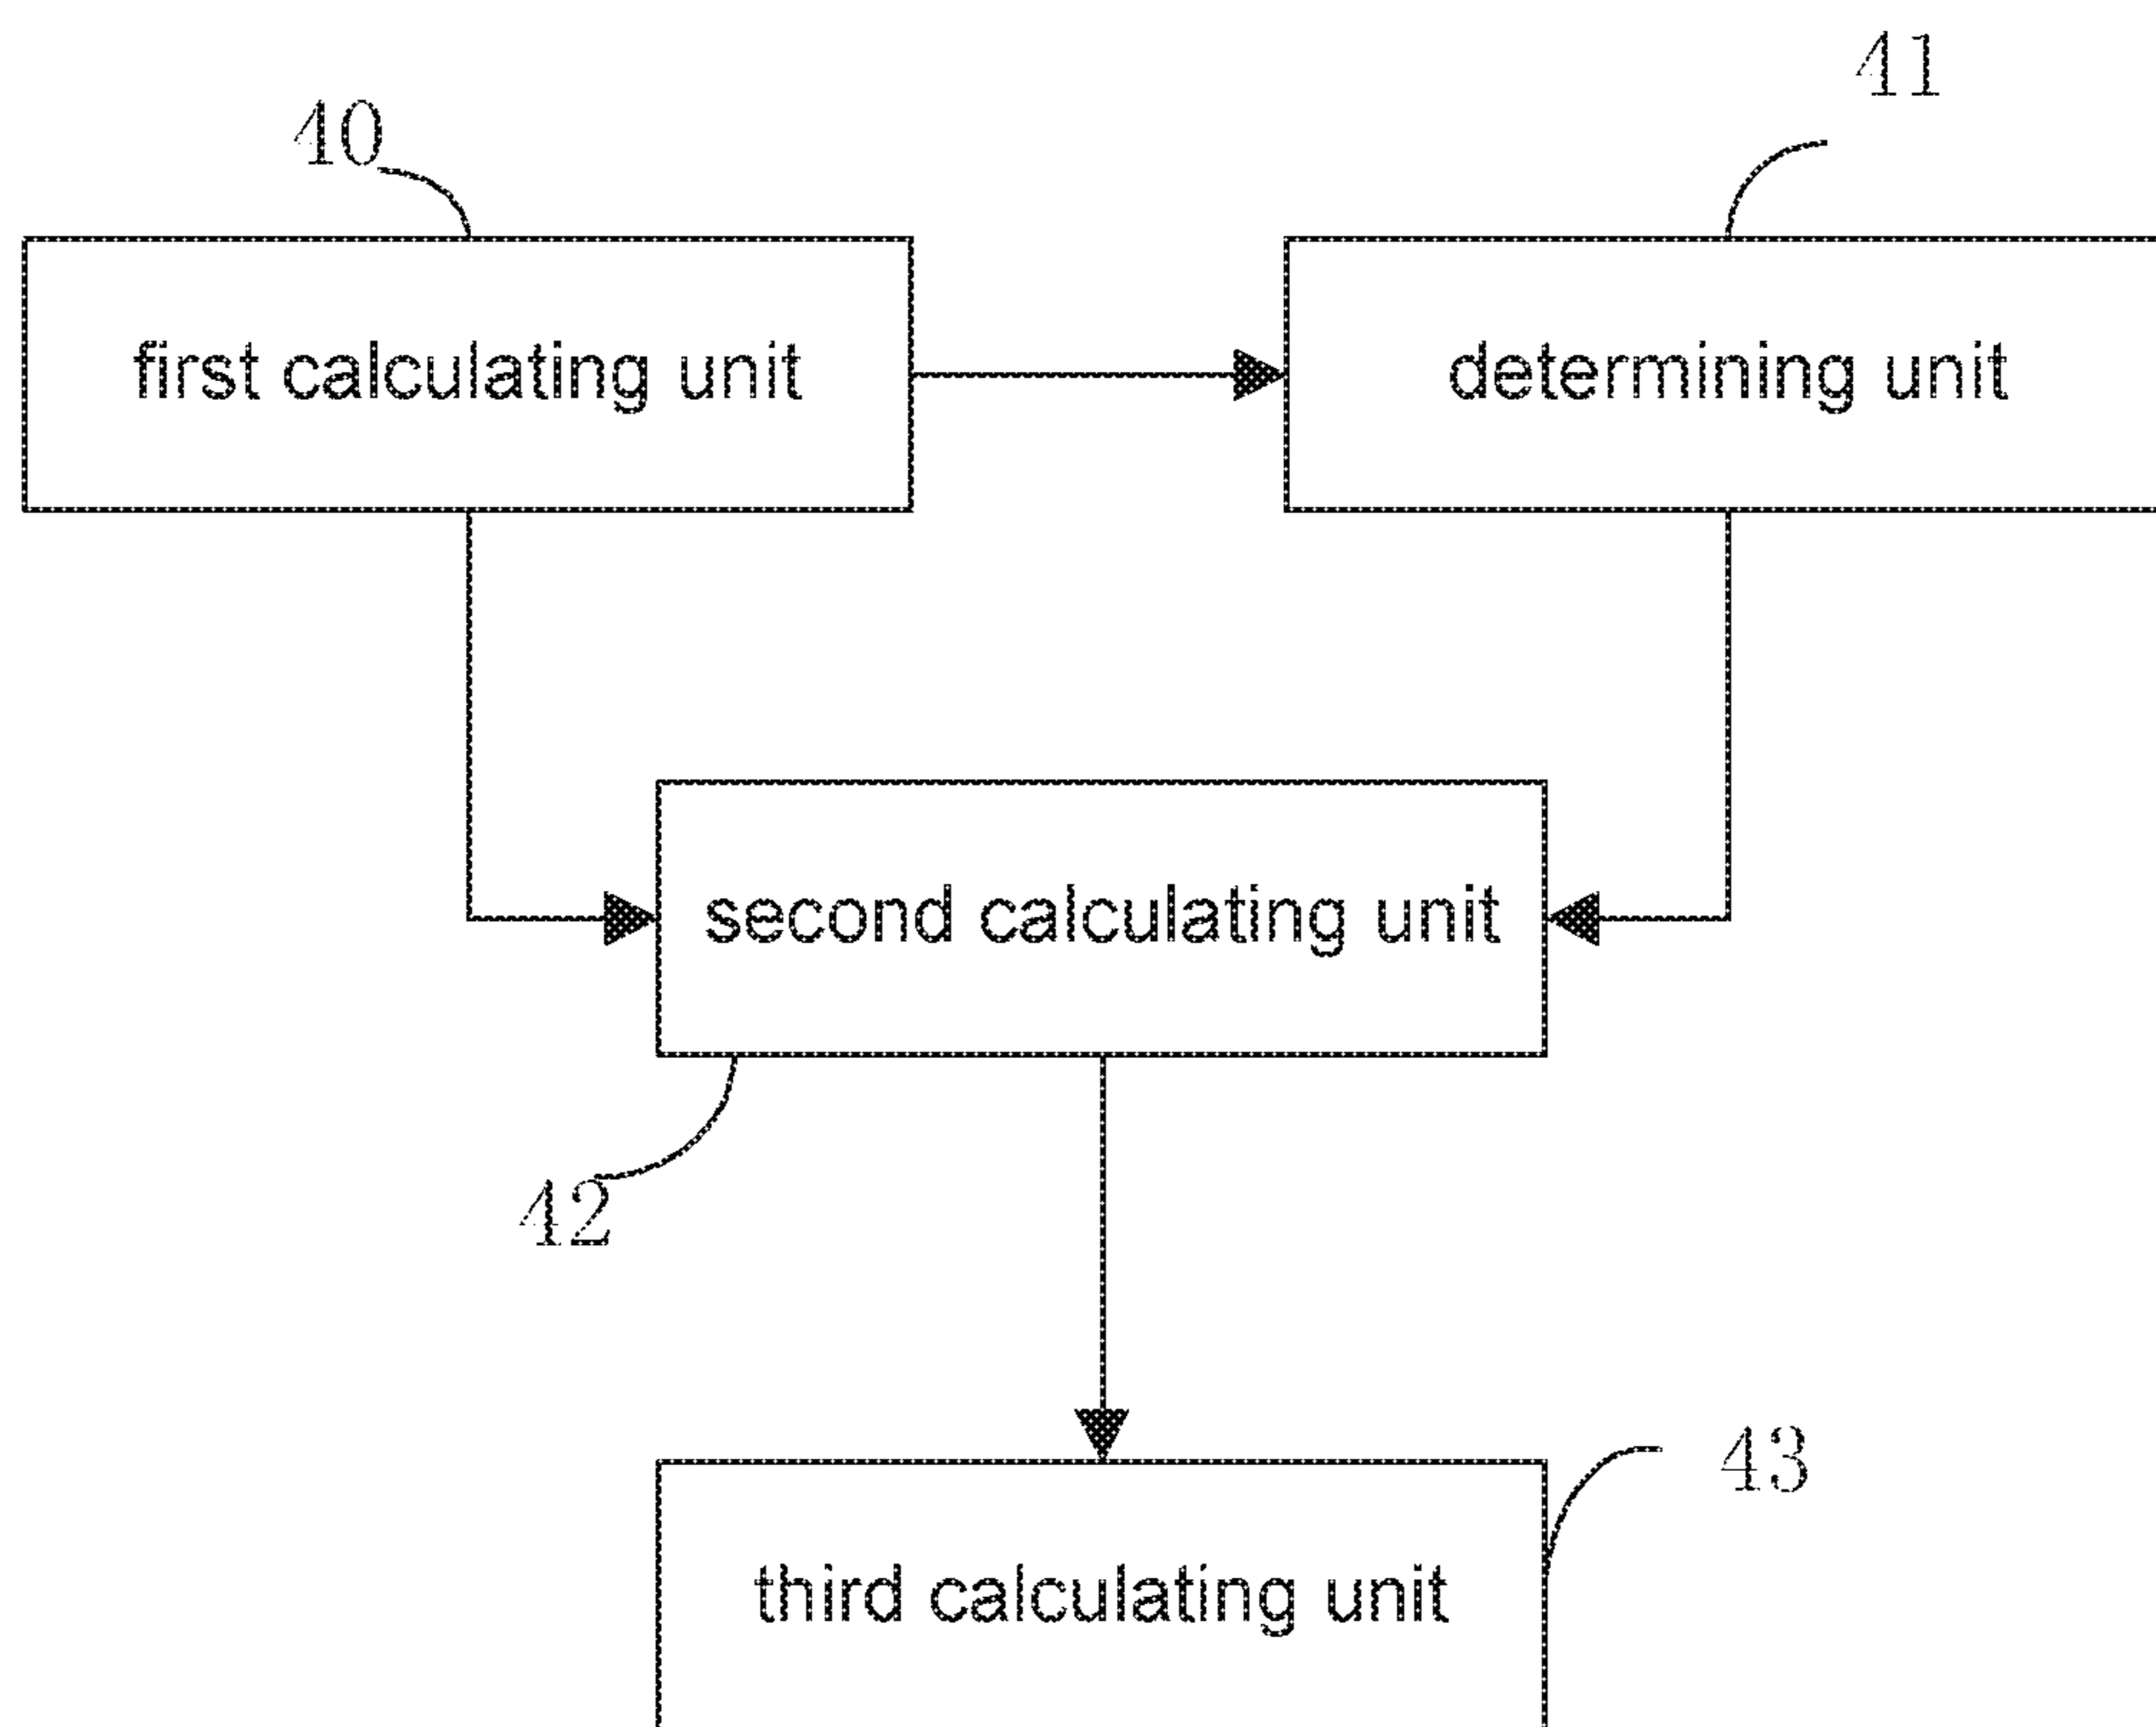 41
40
first calculating unit
determining unit
second calculating unit
42
43
third calculating unit